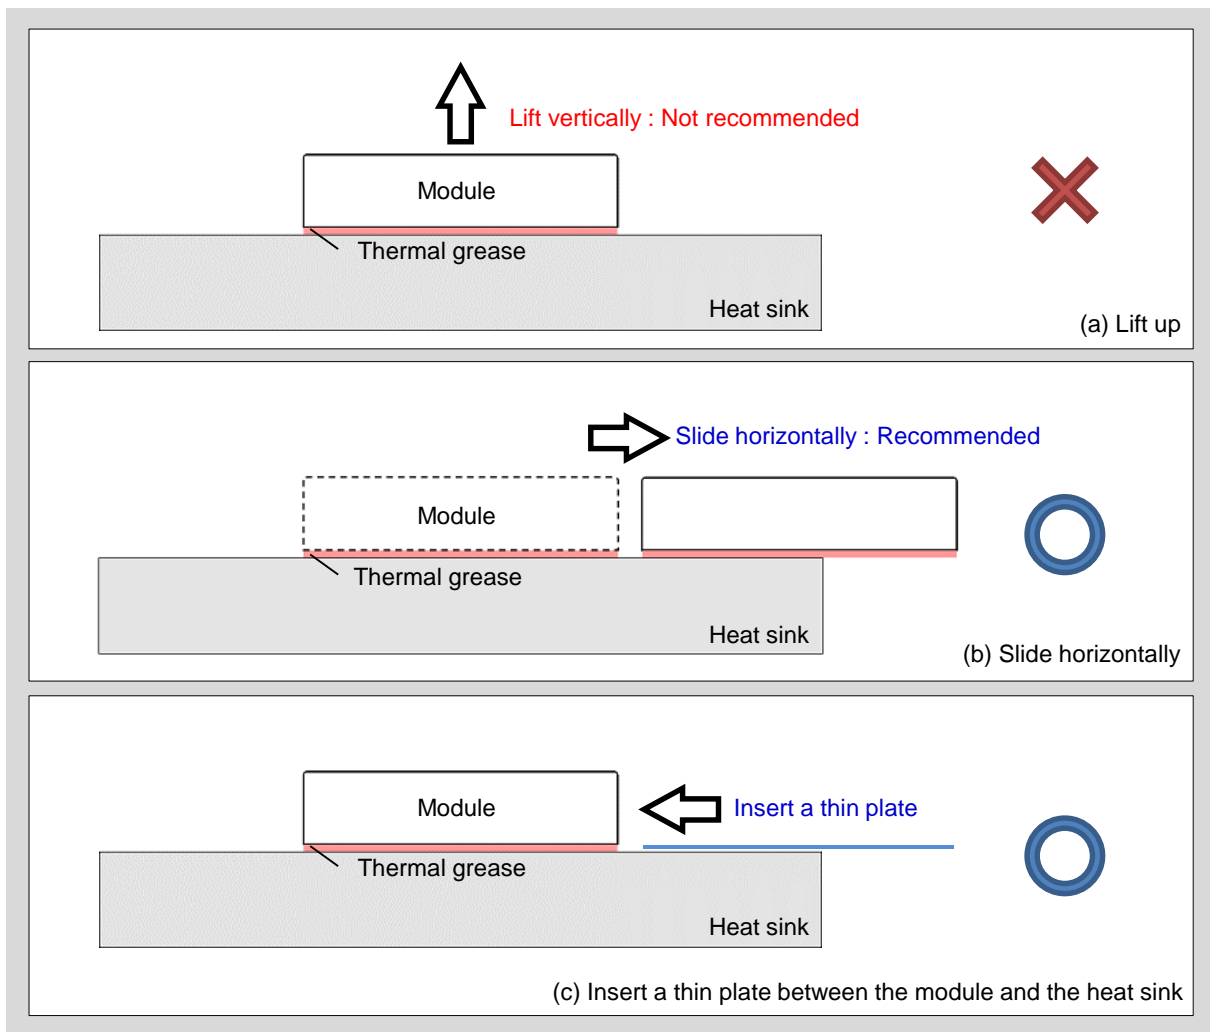 Lift vertically : Not recommended
Module
Thermal grease
Heat sink
(a) Lift up
Slide horizontally : Recommended
Module
Thermal grease
Heat sink
(b) Slide horizontally
Module
Insert a thin plate
Thermal grease
Heat sink
(c) Insert a thin plate between the module and the heat sink